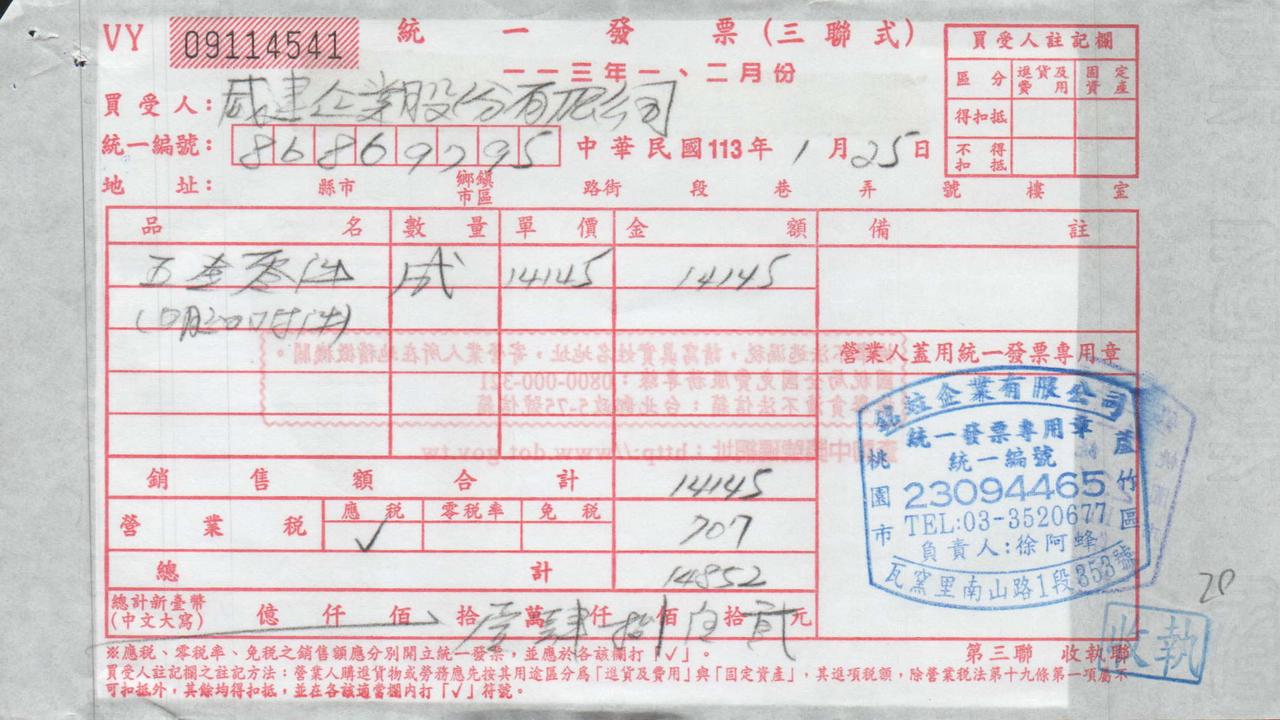 VY 09114541 統一發票(三聯式)
一一三年一、二月份
買受人註記欄
區分 退貨及費用 固定資產
得扣抵
不得扣抵
買受人:威建企業股份有限公司
統一編號:86869795 中華民國113年1月25日
地址: 縣市 鄉鎮市區 路街 段 巷 弄 號 樓 室
品名 數量 單價 金額 備註
五金零件 14145 14145
營業人蓋用統一發票專用章
企業有限公司
統一發票專用章
統一編號
23094465
TEL:03-3520677
負責人:徐阿蜂
桃園市
蘆竹區
瓦窯里南山路1段353號
銷售額合計 14145
營業稅 應稅 ✓ 零稅率 免稅 707
總計 14852
總計新臺幣(中文大寫) 億 仟 佰 拾 壹萬 肆仟 捌佰 拾 貳元
※應稅、零稅率、免稅之銷售額應分別開立統一發票,並應於各該欄打「✓」。
第三聯 收執聯
收執
20
買受人註記欄之註記方法:營業人購進貨物或勞務應先按其用途區分為「進貨及費用」與「固定資產」,其進項稅額,除營業稅法第十九條第一項屬不
可扣抵外,其餘均得扣抵,並在各該適當欄內打「✓」符號。